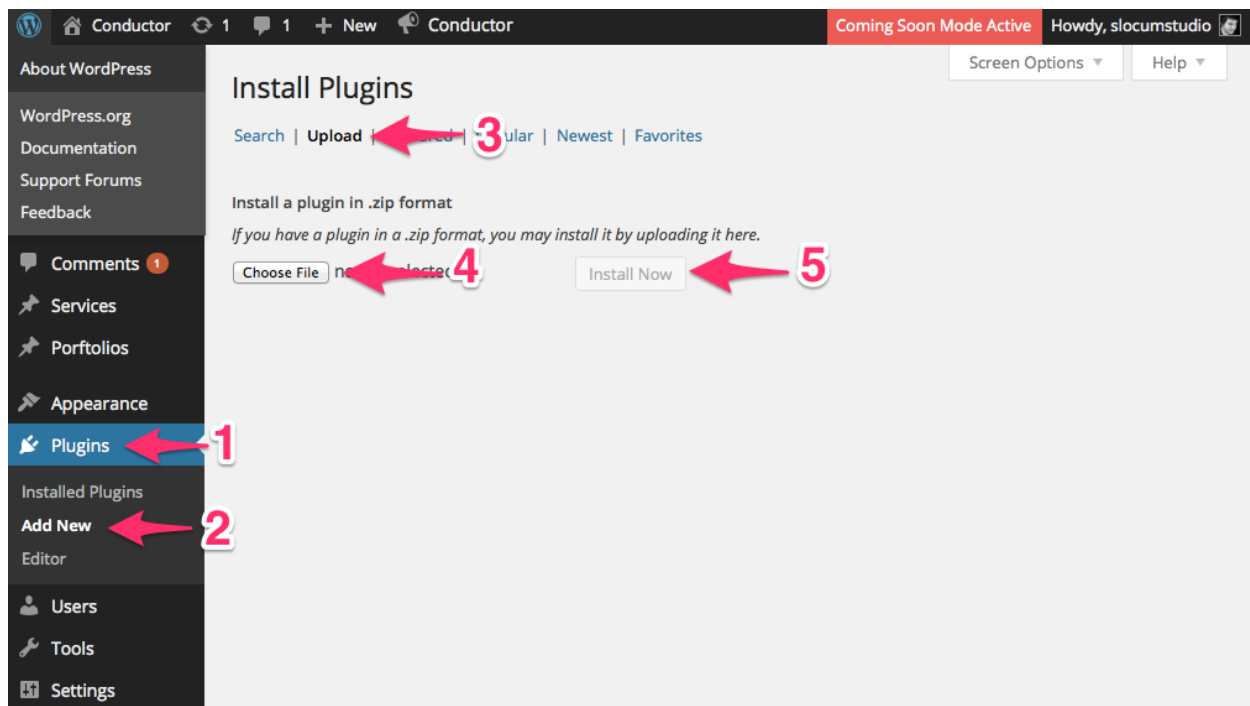 Conductor 1 1 + New Conductor Coming Soon Mode Active Howdy, slocumstudio
About WordPress
WordPress.org
Documentation
Support Forums
Feedback
Comments 1
Services
Porftolios
Appearance
Plugins 1
Installed Plugins
Add New 2
Editor
Users
Tools
Settings
Screen Options ▼ Help ▼
Install Plugins
Search | Upload | 3 | Newest | Favorites
Install a plugin in .zip format
If you have a plugin in a .zip format, you may install it by uploading it here.
Choose File 4 Install Now 5